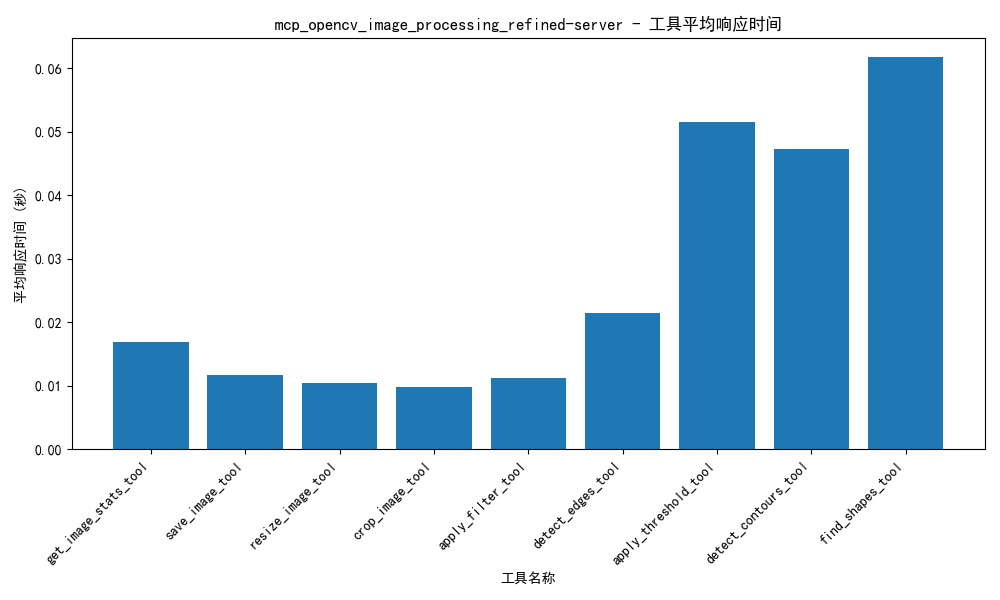 mcp_opencv_image_processing_refined-server - 工具平均响应时间
平均响应时间 (秒)
0.06
0.05
0.04
0.03
0.02
0.01
0.00
get_image_stats_tool
save_image_tool
resize_image_tool
crop_image_tool
apply_filter_tool
detect_edges_tool
apply_threshold_tool
detect_contours_tool
find_shapes_tool
工具名称